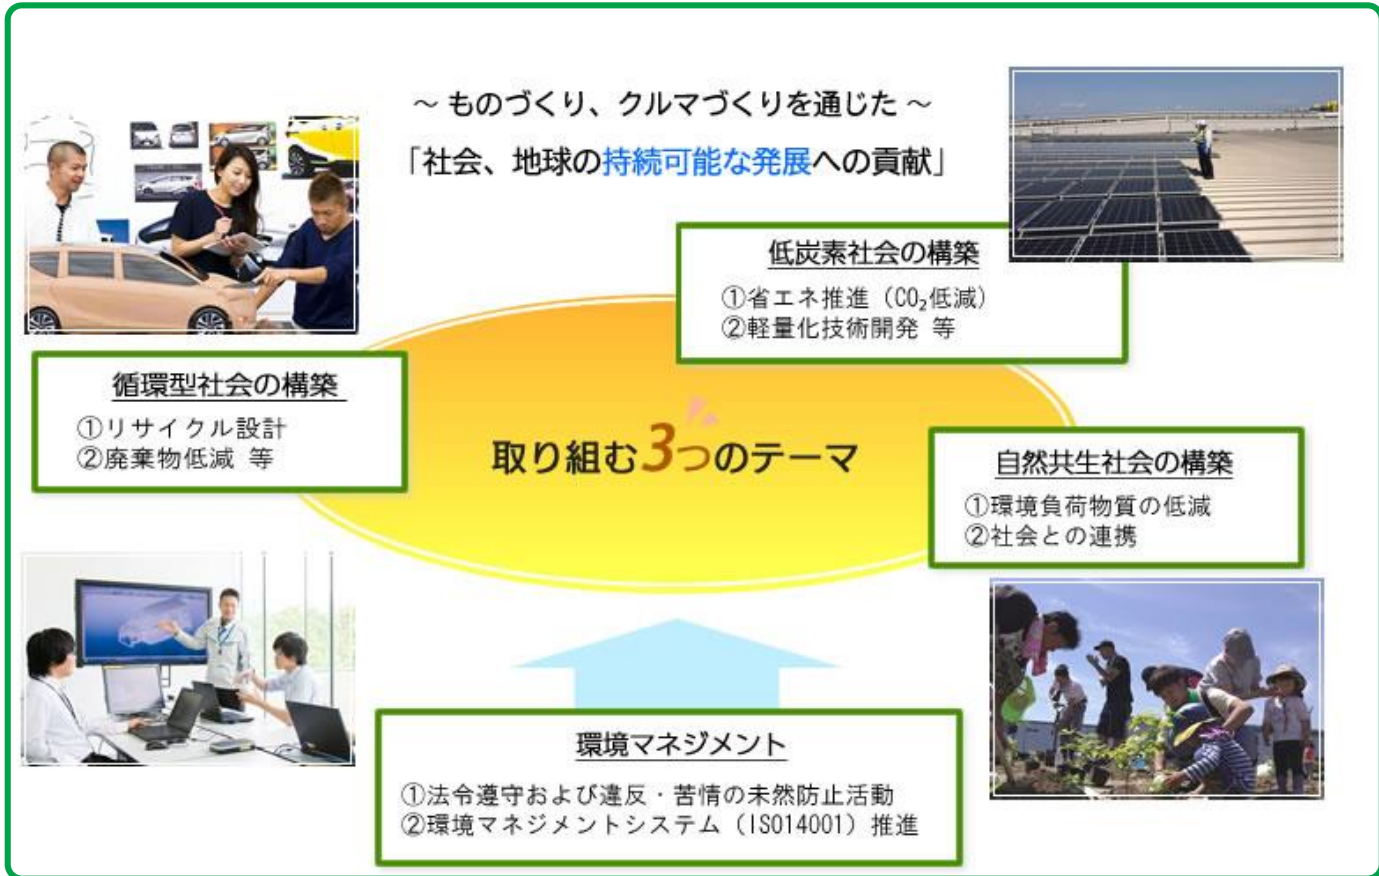 ～ ものづくり、クルマづくりを通じた ～
「社会、地球の持続可能な発展への貢献」
低炭素社会の構築
①省エネ推進（CO₂低減）
②軽量化技術開発 等
循環型社会の構築
①リサイクル設計
②廃棄物低減 等
取り組む3つのテーマ
自然共生社会の構築
①環境負荷物質の低減
②社会との連携
環境マネジメント
①法令遵守および違反・苦情の未然防止活動
②環境マネジメントシステム（ISO14001）推進